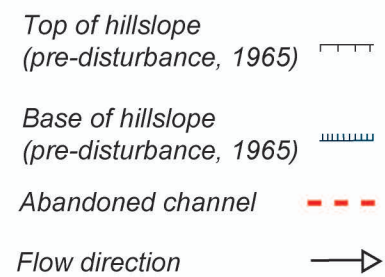 Top of hillslope
(pre-disturbance, 1965)
Base of hillslope
(pre-disturbance, 1965)
Abandoned channel
Flow direction